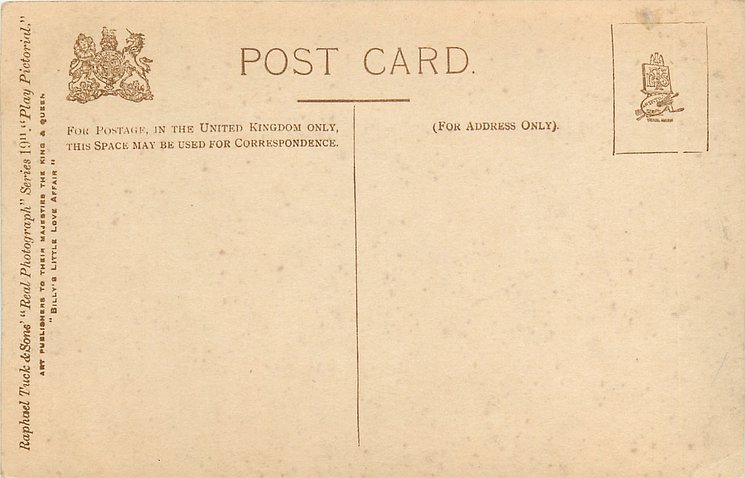 POST CARD.
FOR POSTAGE, IN THE UNITED KINGDOM ONLY,
THIS SPACE MAY BE USED FOR CORRESPONDENCE.
(FOR ADDRESS ONLY).
Raphael Tuck & Sons' "Real Photograph" Series 1911. "Play Pictorial,"
ART PUBLISHERS TO THEIR MAJESTIES THE KING & QUEEN
"BILLY'S LITTLE LOVE AFFAIR"
TRADE MARK